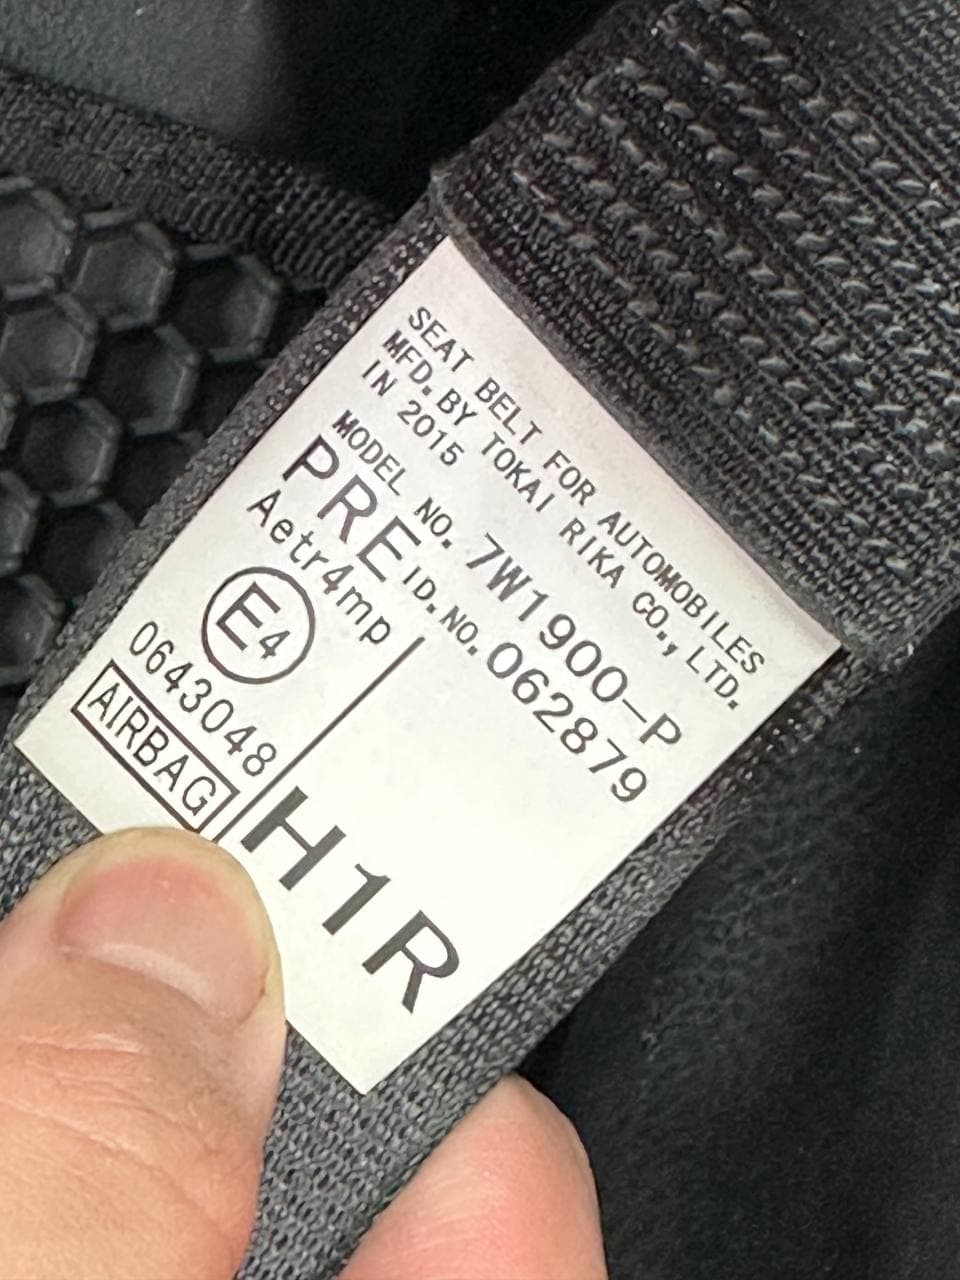 SEAT BELT FOR AUTOMOBILES
MFD. BY TOKAI RIKA CO., LTD.
IN 2015
MODEL NO. 7W1900-P
PRE ID. NO. 062879
Aetr4mp
E4
0643048
AIRBAG
H1R